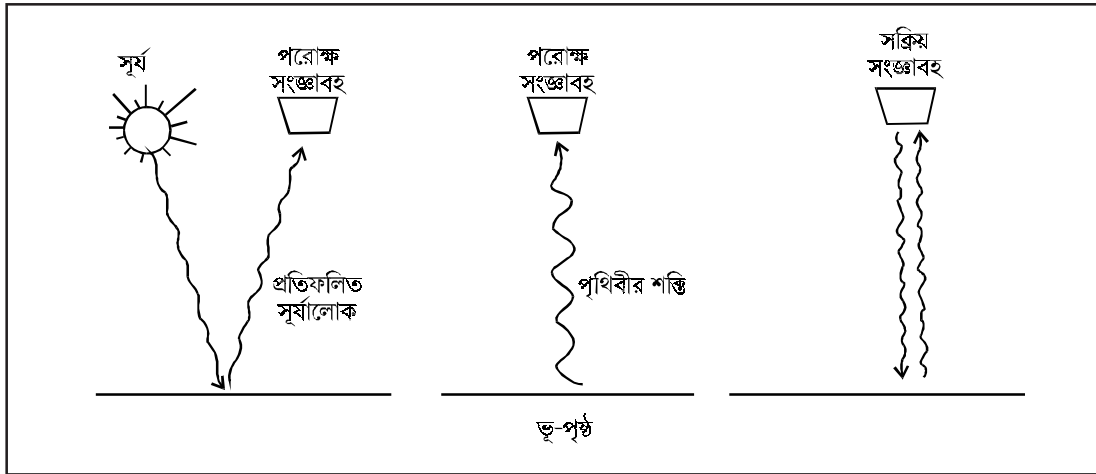 সূর্য
পরোক্ষ
সংজ্ঞাবহ
প্রতিফলিত
সূর্যালোক
পরোক্ষ
সংজ্ঞাবহ
পৃথিবীর শক্তি
সক্রিয়
সংজ্ঞাবহ
ভূ-পৃষ্ঠ